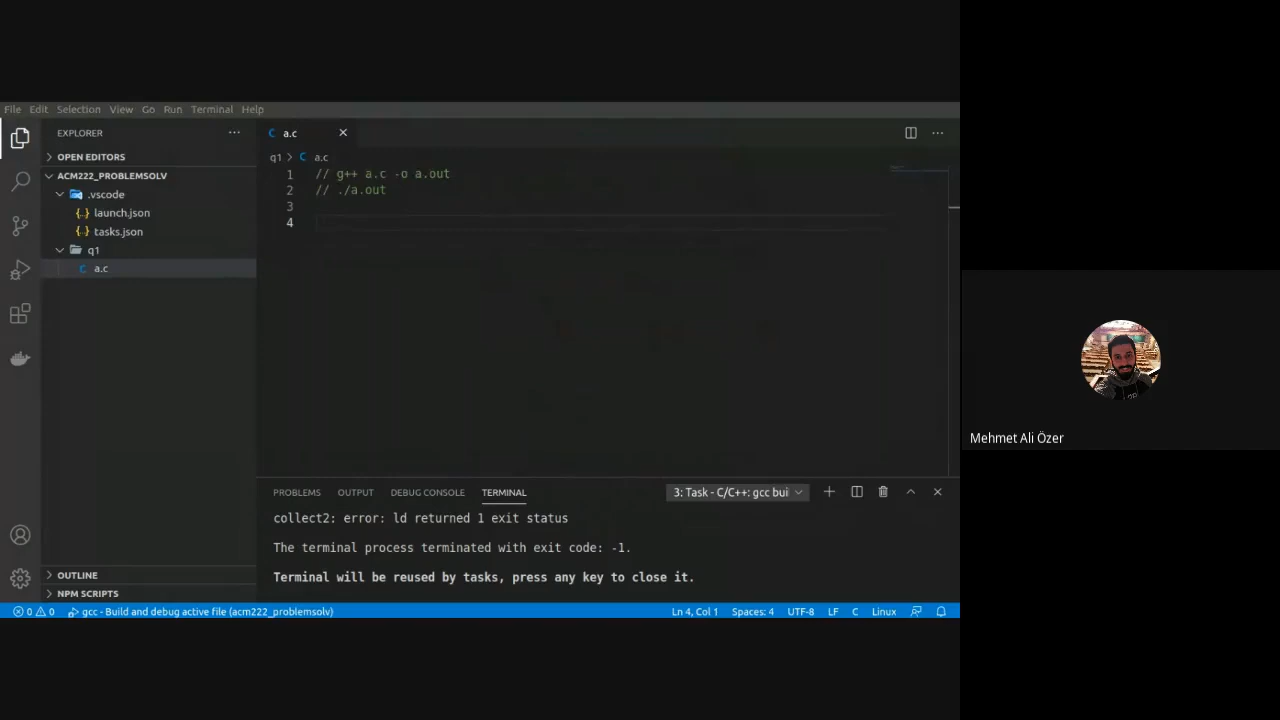 File Edit Selection View Go Run Terminal Help
EXPLORER
OPEN EDITORS
ACM222_PROBLEMSOLV
.vscode
{..} launch.json
{..} tasks.json
q1
C a.c
OUTLINE
NPM SCRIPTS
C a.c
q1 > C a.c
1 // g++ a.c -o a.out
2 // ./a.out
3
4
PROBLEMS OUTPUT DEBUG CONSOLE TERMINAL 3: Task - C/C++: gcc bui
collect2: error: ld returned 1 exit status
The terminal process terminated with exit code: -1.
Terminal will be reused by tasks, press any key to close it.
0 0 gcc - Build and debug active file (acm222_problemsolv) Ln 4, Col 1 Spaces: 4 UTF-8 LF C Linux
Mehmet Ali Özer